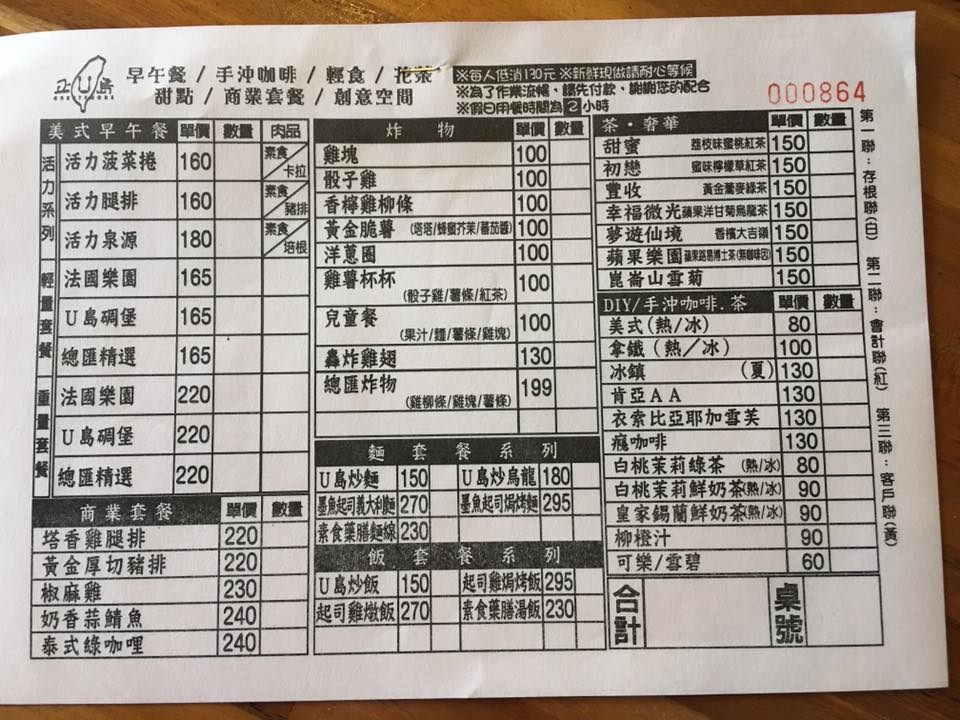 正 U 島
早午餐 / 手沖咖啡 / 輕食 / 花茶
甜點 / 商業套餐 / 創意空間
※每人低消130元 ※新鮮現做請耐心等候
※為了作業流暢，請先付款，謝謝您的配合
※假日用餐時間為2小時
000864
美式早午餐 單價 數量 肉品
活力系列
活力菠菜捲 160 素食/卡拉
活力腿排 160 素食/豬排
活力泉源 180 素食/培根
輕量套餐
法國樂園 165
U島碉堡 165
總匯精選 165
重量套餐
法國樂園 220
U島碉堡 220
總匯精選 220
商業套餐 單價 數量
塔香雞腿排 220
黃金厚切豬排 220
椒麻雞 230
奶香蒜鯖魚 240
泰式綠咖哩 240
炸物 單價 數量
雞塊 100
骰子雞 100
香檸雞柳條 100
黃金脆薯 (塔塔/蜂蜜芥茉/蕃茄醬) 100
洋蔥圈 100
雞薯杯杯 100
(骰子雞/薯條/紅茶)
兒童餐 100
(果汁/麵/薯條/雞塊)
轟炸雞翅 130
總匯炸物 199
(雞柳條/雞塊/薯條)
麵套餐系列
U島炒麵 150 U島炒烏龍 180
墨魚起司義大利麵 270 墨魚起司焗烤麵 295
素食藥膳麵線 230
飯套餐系列
U島炒飯 150 起司雞焗烤飯 295
起司雞燉飯 270 素食藥膳湯飯 230
茶・奢華 單價 數量
甜蜜 荔枝味蜜桃紅茶 150
初戀 蜜味檸檬草紅茶 150
豐收 黃金蕎麥綠茶 150
幸福微光 蘋果洋甘菊烏龍茶 150
夢遊仙境 香檳大吉嶺 150
蘋果樂園 蘋果路易博士茶(無咖啡因) 150
崑崙山雪菊 150
DIY/手沖咖啡.茶 單價 數量
美式(熱/冰) 80
拿鐵(熱/冰) 100
冰鎮 (夏) 130
肯亞AA 130
衣索比亞耶加雪芙 130
癮咖啡 130
白桃茉莉綠茶 (熱/冰) 80
白桃茉莉鮮奶茶(熱/冰) 90
皇家錫蘭鮮奶茶(熱/冰) 90
柳橙汁 90
可樂/雪碧 60
合計 桌號
第一聯：存根聯(白) 第二聯：會計聯(紅) 第三聯：客戶聯(黃)